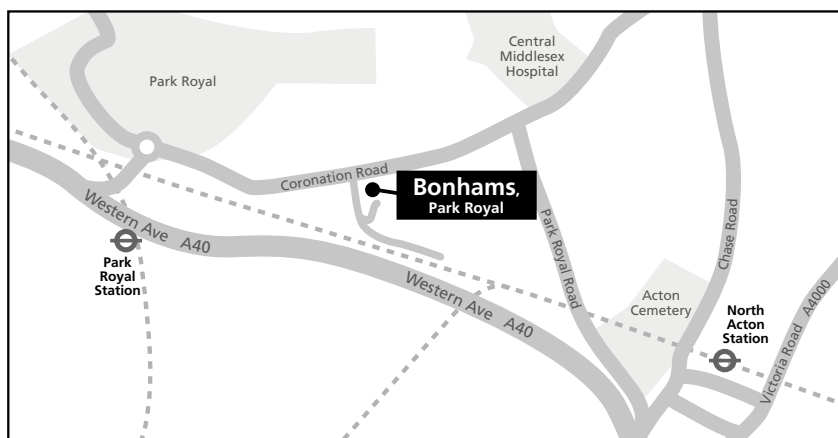 Central
Middlesex
Hospital
Park Royal
Coronation Road
Bonhams,
Park Royal
Western Ave A40
Park
Royal
Station
Park Royal Road
Chase Road
Western Ave A40
Acton
Cemetery
North
Acton
Station
Victoria Road A4000